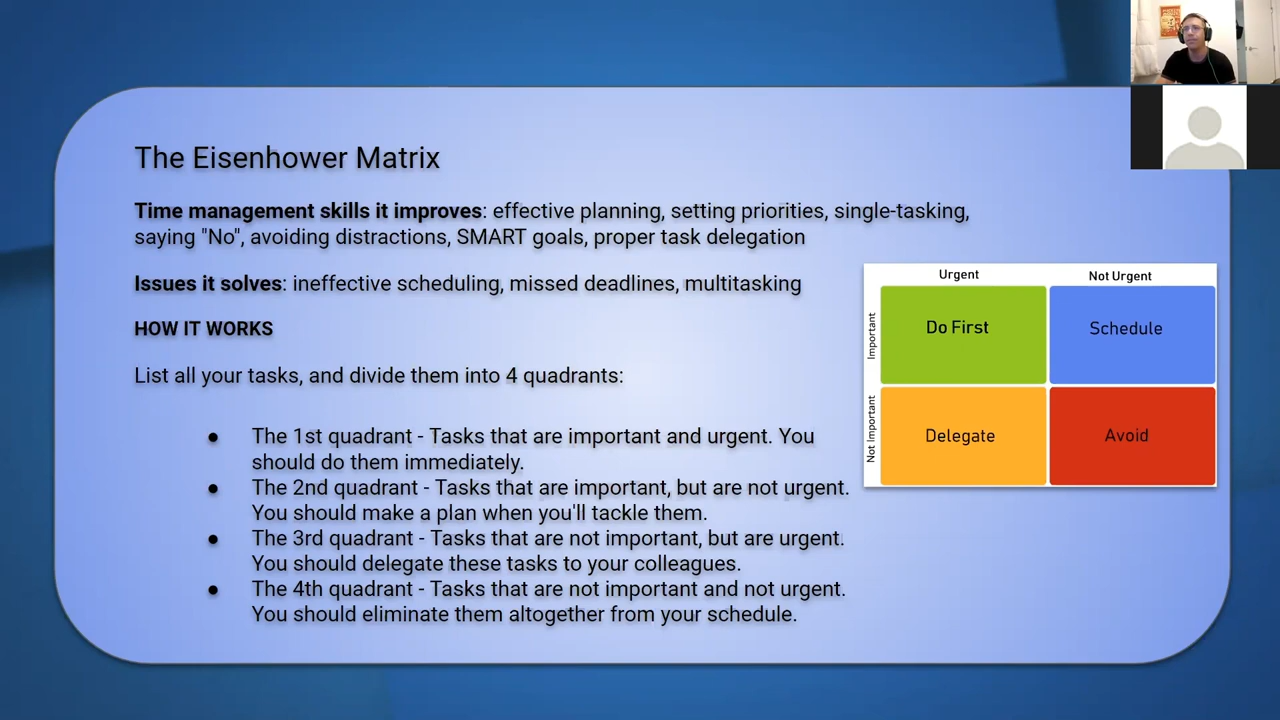 The Eisenhower Matrix
Time management skills it improves: effective planning, setting priorities, single-tasking,
saying "No", avoiding distractions, SMART goals, proper task delegation
Issues it solves: ineffective scheduling, missed deadlines, multitasking
HOW IT WORKS
List all your tasks, and divide them into 4 quadrants:
● The 1st quadrant - Tasks that are important and urgent. You
should do them immediately.
● The 2nd quadrant - Tasks that are important, but are not urgent.
You should make a plan when you'll tackle them.
● The 3rd quadrant - Tasks that are not important, but are urgent.
You should delegate these tasks to your colleagues.
● The 4th quadrant - Tasks that are not important and not urgent.
You should eliminate them altogether from your schedule.
Urgent
Not Urgent
Important
Do First
Schedule
Not Important
Delegate
Avoid